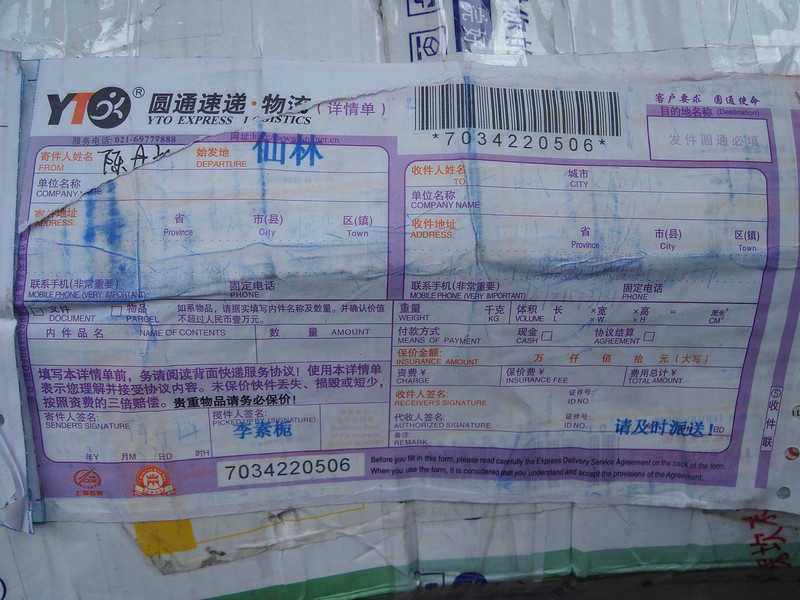 YTO® 圆通速递·物流(详情单)
YTO EXPRESS LOGISTICS
服务电话:021-69777888
*7034220506*
客户要求 圆通使命
目的地名称(Destination)
发件圆通必填
寄件人姓名
FROM
始发地
DEPARTURE
仙林
单位名称
COMPANY
寄件地址
ADDRESS:
省 市(县) 区(镇)
Province City Town
联系手机(非常重要) 固定电话
MOBILE PHONE (VERY IMPORTANT) PHONE
收件人姓名 城市
TO: CITY
单位名称
COMPANY NAME
收件地址
ADDRESS:
省 市(县) 区(镇)
Province City Town
联系手机(非常重要) 固定电话
MOBILE PHONE (VERY IMPORTANT) PHONE
文件 物品
DOCUMENT PARCEL
如系物品,请据实填写内件名称及数量。并确认价值
不超过人民币壹万元。
内件品名 NAME OF CONTENTS 数量 AMOUNT
填写本详情单前,务请阅读背面快递服务协议!使用本详情单
表示您理解并接受协议内容。未保价快件丢失、损毁或短少,
按照资费的三倍赔偿。贵重物品请务必保价!
寄件人签名:
SENDERS SIGNATURE
揽件人签名:
李素栀
年Y 月M 日D 时H
重量 千克 体积 长 ×宽 ×高 =
WEIGHT KG VOLUME L ×W ×H CM³
付款方式 现金 协议结算
MEANS OF PAYMENT CASH AGREEMENT
保价金额: 万 仟 佰 拾 元(大写)
INSURANCE AMOUNT
资费¥ 保价费¥ 费用总计¥
CHARGE INSURANCE FEE TOTAL AMOUNT
收件人签名: 证件号:
RECEIVER'S SIGNATURE ID NO.
代收人签名: 证件号:
AUTHORIZED SIGNATURE ID NO.
请及时派送!
备注
REMARK
收件联
7034220506
Before you fill in this form, please read carefully the Express Delivery Service Agreement on the back of the form.
When you use the form, it is considered that you understand and accept the provisions of the Agreement.